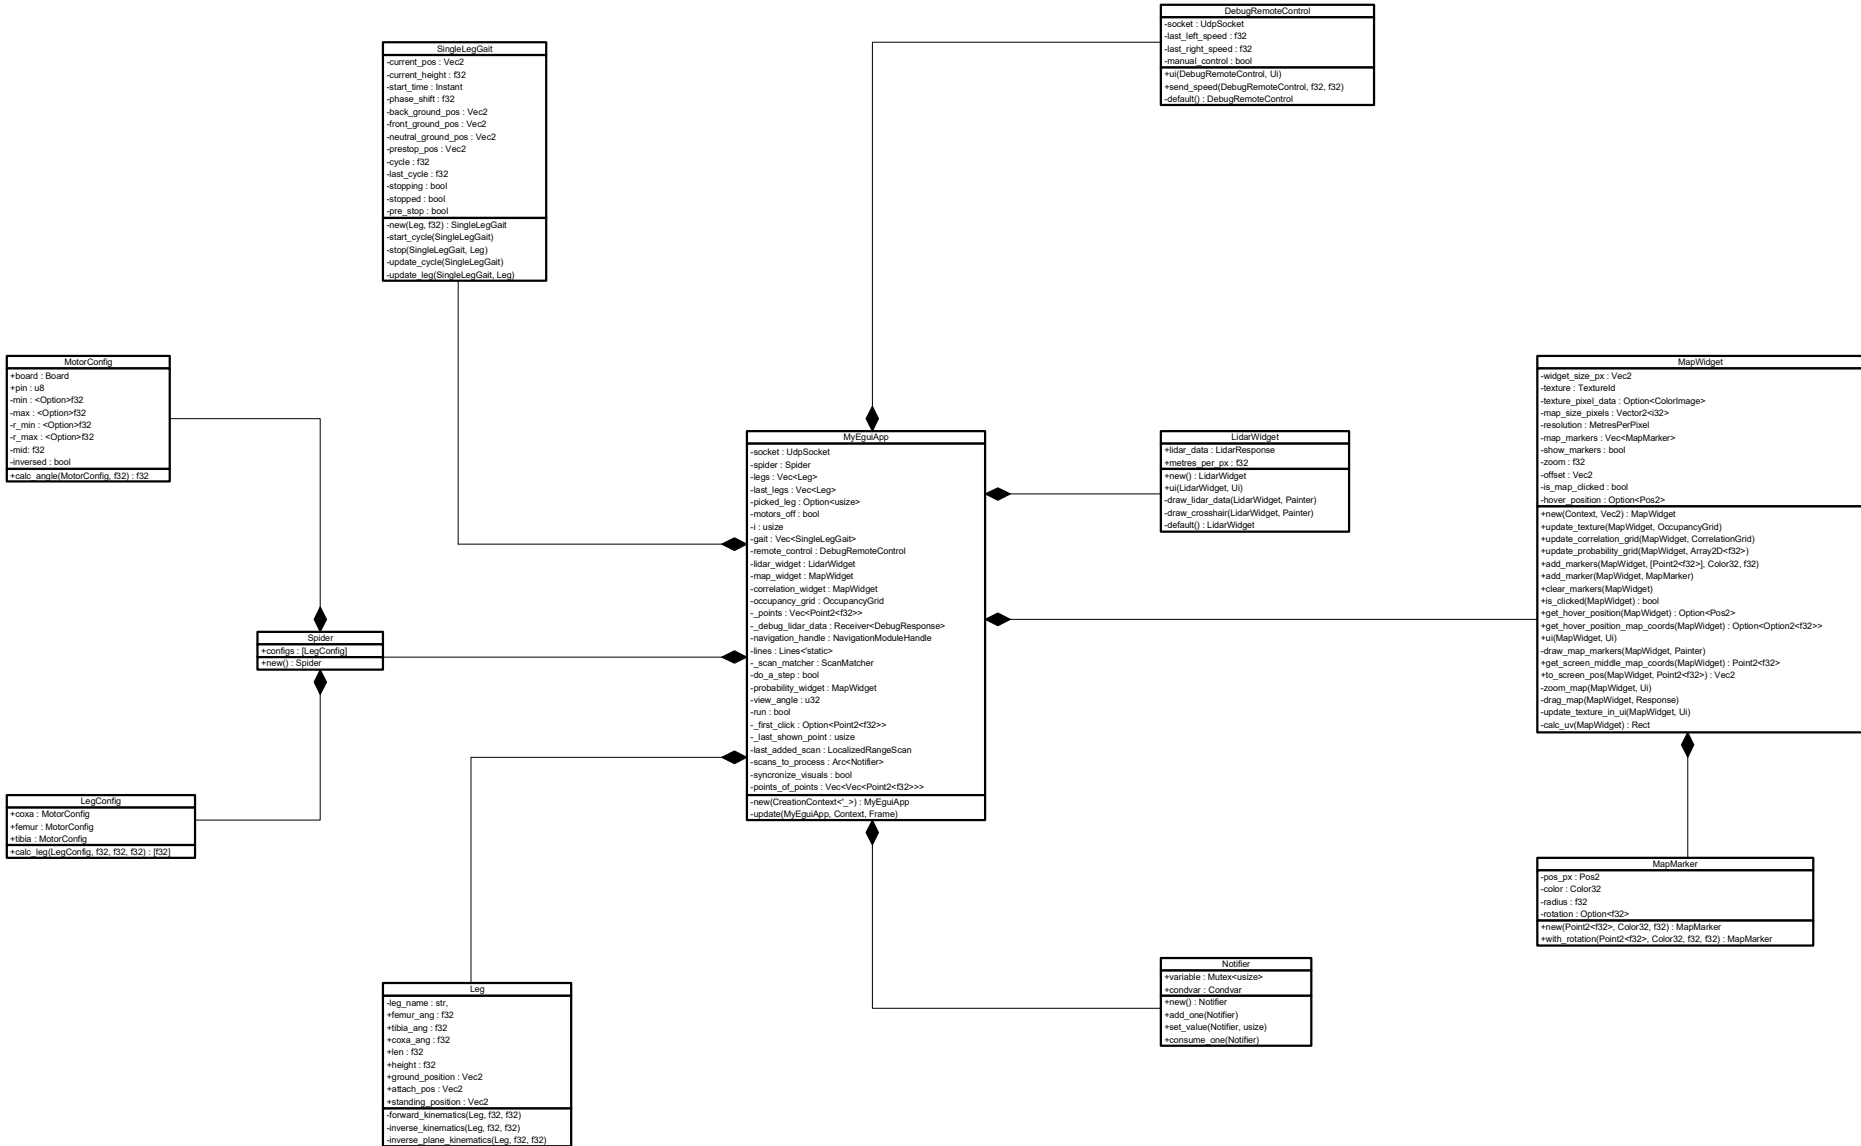 DebugRemoteControl
-socket : UdpSocket
-last_left_speed : f32
-last_right_speed : f32
-manual_control : bool
+ui(DebugRemoteControl, Ui)
+send_speed(DebugRemoteControl, f32, f32)
-default() : DebugRemoteControl
SingleLegGait
-current_pos : Vec2
-current_height : f32
-start_time : Instant
-phase_shift : f32
-back_ground_pos : Vec2
-front_ground_pos : Vec2
-neutral_ground_pos : Vec2
-prestop_pos : Vec2
-cycle : f32
-last_cycle : f32
-stopping : bool
-stopped : bool
-pre_stop : bool
-new(Leg, f32) : SingleLegGait
-start_cycle(SingleLegGait)
-stop(SingleLegGait, Leg)
-update_cycle(SingleLegGait)
-update_leg(SingleLegGait, Leg)
MotorConfig
+board : Board
+pin : u8
-min : <Option>f32
-max : <Option>f32
-r_min : <Option>f32
-r_max : <Option>f32
-mid: f32
-inversed : bool
+calc_angle(MotorConfig, f32) : f32
MapWidget
-widget_size_px : Vec2
-texture : TextureId
-texture_pixel_data : Option<ColorImage>
-map_size_pixels : Vector2<i32>
-resolution : MetresPerPixel
-map_markers : Vec<MapMarker>
-show_markers : bool
-zoom : f32
-offset : Vec2
-is_map_clicked : bool
-hover_position : Option<Pos2>
+new(Context, Vec2) : MapWidget
+update_texture(MapWidget, OccupancyGrid)
+update_correlation_grid(MapWidget, CorrelationGrid)
+update_probability_grid(MapWidget, Array2D<f32>)
+add_markers(MapWidget, [Point2<f32>], Color32, f32)
+add_marker(MapWidget, MapMarker)
+clear_markers(MapWidget)
+is_clicked(MapWidget) : bool
+get_hover_position(MapWidget) : Option<Pos2>
+get_hover_position_map_coords(MapWidget) : Option<Option2<f32>>
+ui(MapWidget, Ui)
-draw_map_markers(MapWidget, Painter)
+get_screen_middle_map_coords(MapWidget) : Point2<f32>
+to_screen_pos(MapWidget, Point2<f32>) : Vec2
-zoom_map(MapWidget, Ui)
-drag_map(MapWidget, Response)
-update_texture_in_ui(MapWidget, Ui)
-calc_uv(MapWidget) : Rect
MyEguiApp
-socket : UdpSocket
-spider : Spider
-legs : Vec<Leg>
-last_legs : Vec<Leg>
-picked_leg : Option<usize>
-motors_off : bool
-i : usize
-gait : Vec<SingleLegGait>
-remote_control : DebugRemoteControl
-lidar_widget : LidarWidget
-map_widget : MapWidget
-correlation_widget : MapWidget
-occupancy_grid : OccupancyGrid
-_points : Vec<Point2<f32>>
-_debug_lidar_data : Receiver<DebugResponse>
-navigation_handle : NavigationModuleHandle
-lines : Lines<'static>
-_scan_matcher : ScanMatcher
-do_a_step : bool
-probability_widget : MapWidget
-view_angle : u32
-run : bool
-_first_click : Option<Point2<f32>>
-_last_shown_point : usize
-last_added_scan : LocalizedRangeScan
-scans_to_process : Arc<Notifier>
-syncronize_visuals : bool
-points_of_points : Vec<Vec<Point2<f32>>>
-new(CreationContext<'_>) : MyEguiApp
-update(MyEguiApp, Context, Frame)
LidarWidget
+lidar_data : LidarResponse
+metres_per_px : f32
+new() : LidarWidget
+ui(LidarWidget, Ui)
-draw_lidar_data(LidarWidget, Painter)
-draw_crosshair(LidarWidget, Painter)
-default() : LidarWidget
Spider
+configs : [LegConfig]
+new() : Spider
LegConfig
+coxa : MotorConfig
+femur : MotorConfig
+tibia : MotorConfig
+calc_leg(LegConfig, f32, f32, f32) : [f32]
MapMarker
-pos_px : Pos2
-color : Color32
-radius : f32
-rotation : Option<f32>
+new(Point2<f32>, Color32, f32) : MapMarker
+with_rotation(Point2<f32>, Color32, f32, f32) : MapMarker
Notifier
+variable : Mutex<usize>
+condvar : Condvar
+new() : Notifier
+add_one(Notifier)
+set_value(Notifier, usize)
+consume_one(Notifier)
Leg
-leg_name : str,
+femur_ang : f32
+tibia_ang : f32
+coxa_ang : f32
+len : f32
+height : f32
+ground_position : Vec2
+attach_pos : Vec2
+standing_position : Vec2
-forward_kinematics(Leg, f32, f32)
-inverse_kinematics(Leg, f32, f32)
-inverse_plane_kinematics(Leg, f32, f32)